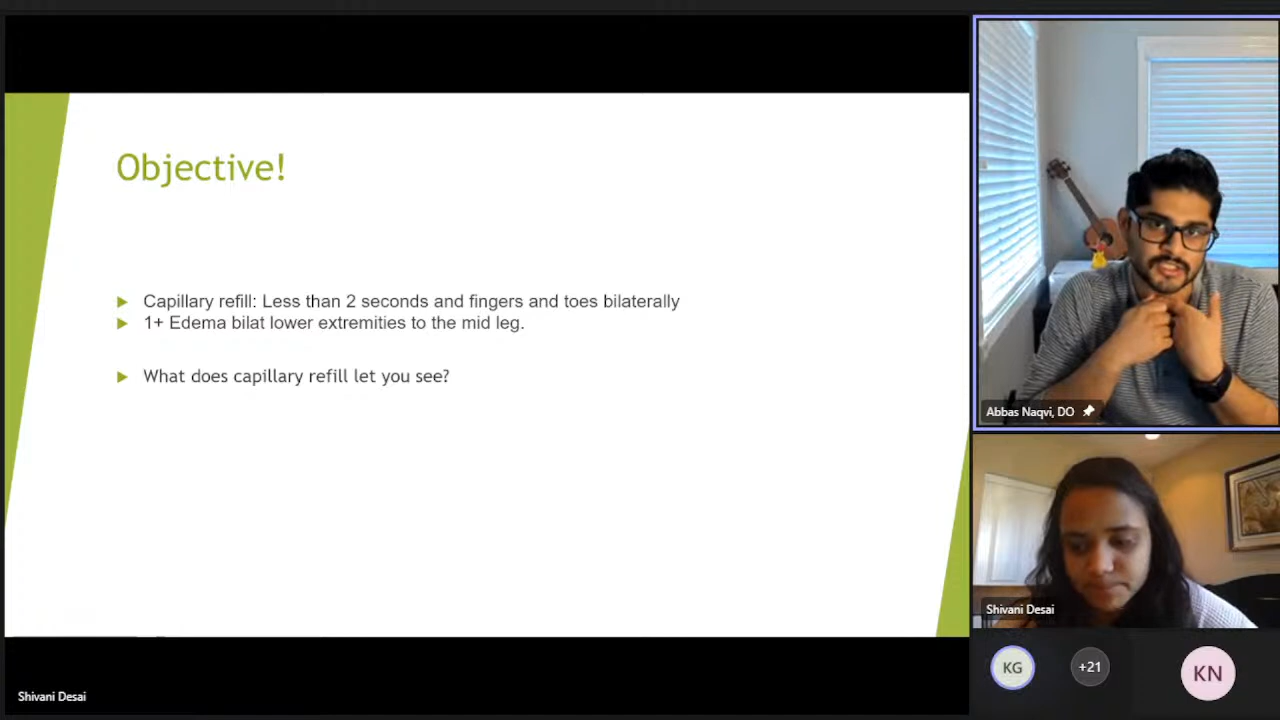 Objective!
Capillary refill: Less than 2 seconds and fingers and toes bilaterally
1+ Edema bilat lower extremities to the mid leg.
What does capillary refill let you see?
Shivani Desai
Abbas Naqvi, DO
Shivani Desai
KG
+21
KN